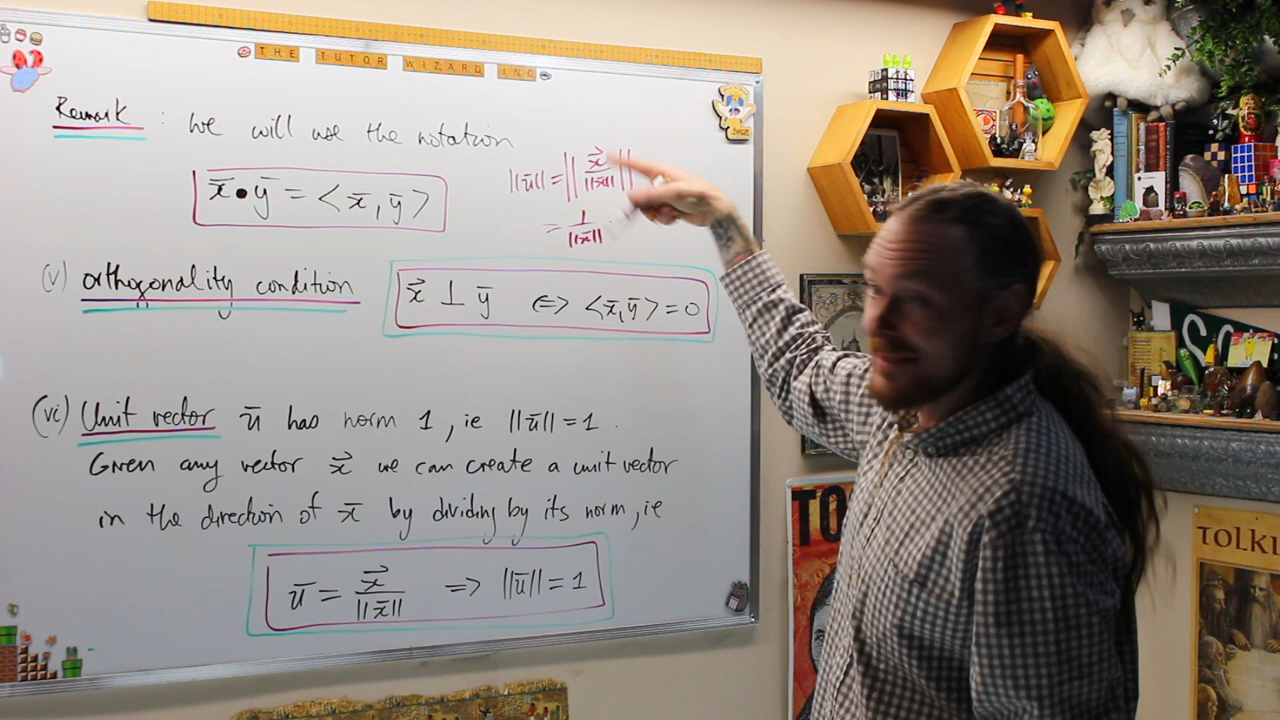 THE TUTOR WIZARD INC
Remark : We will use the notation
x̄ • ȳ = <x̄, ȳ>
||ū|| = || x⃗ / ||x̄|| ||
= 1 / ||x̄|| ·
(v) orthogonality condition
x⃗ ⊥ ȳ ⇔ <x̄, ȳ> = 0
(vi) Unit vector ū has norm 1, ie ||ū|| = 1 .
Given any vector x⃗ we can create a unit vector
in the direction of x̄ by dividing by its norm, ie
ū = x⃗ / ||x̄|| ⇒ ||ū|| = 1
TO
TOLKI